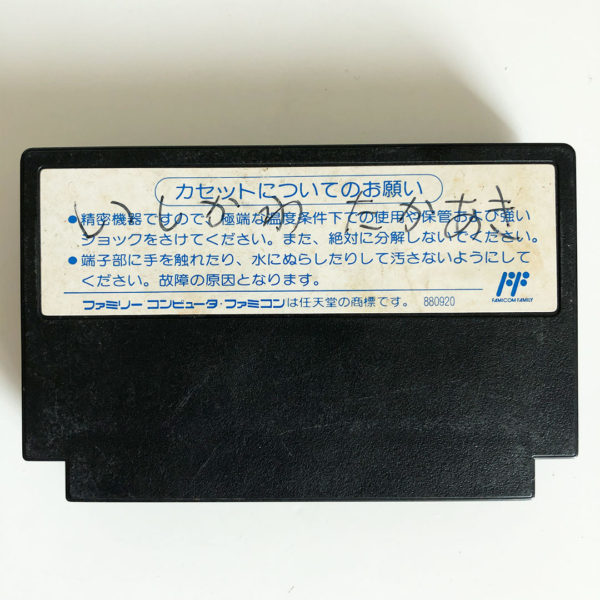 カセットについてのお願い
いしかわ たかあき
●精密機器ですので、極端な温度条件下での使用や保管および強い
ショックをさけてください。また、絶対に分解しないでください。
●端子部に手を触れたり、水にぬらしたりして汚さないようにして
ください。故障の原因となります。
ファミリー コンピュータ・ファミコンは任天堂の商標です。 880920
FAMICOM FAMILY